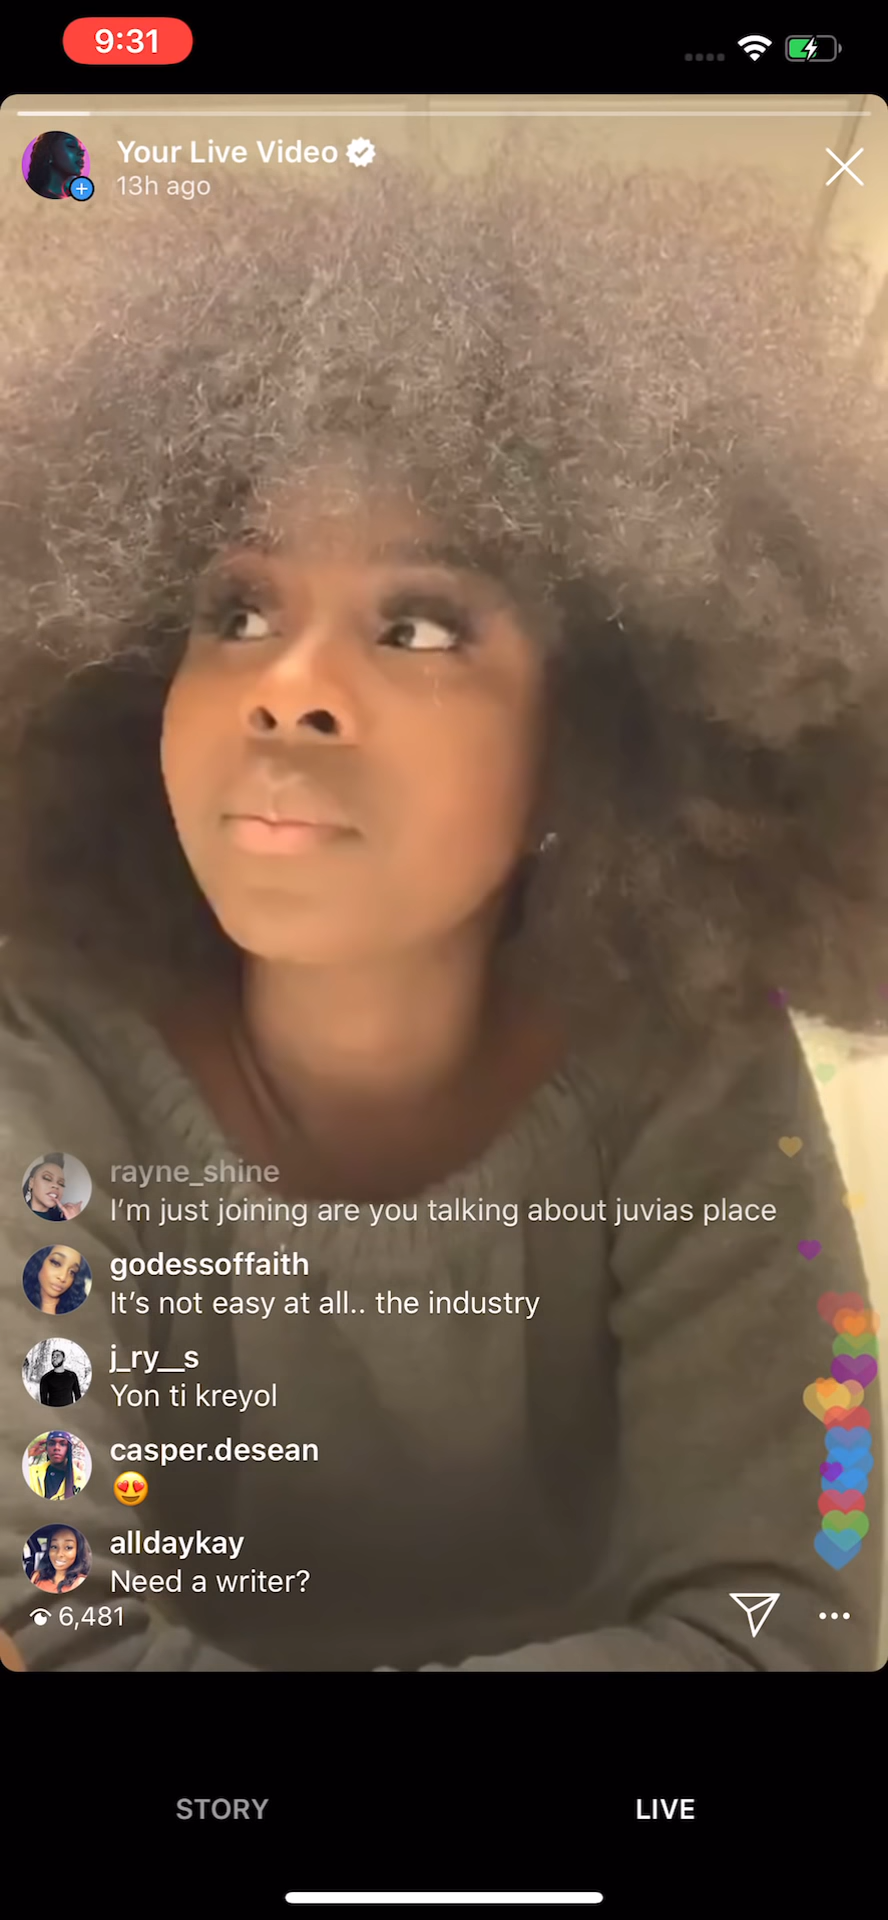 9:31
Your Live Video
13h ago
rayne_shine
I’m just joining are you talking about juvias place
godessoffaith
It’s not easy at all.. the industry
j_ry__s
Yon ti kreyol
casper.desean
😍
alldaykay
Need a writer?
6,481
STORY
LIVE